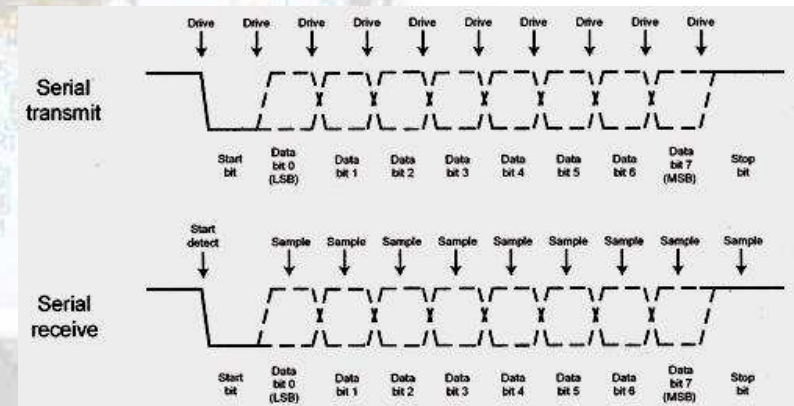 Drive Drive Drive Drive Drive Drive Drive Drive Drive Drive
Serial
transmit
Start
bit
Data
bit 0
(LSB)
Data
bit 1
Data
bit 2
Data
bit 3
Data
bit 4
Data
bit 5
Data
bit 6
Data
bit 7
(MSB)
Stop
bit
Start
detect
Sample Sample Sample Sample Sample Sample Sample Sample Sample
Serial
receive
Start
bit
Data
bit 0
(LSB)
Data
bit 1
Data
bit 2
Data
bit 3
Data
bit 4
Data
bit 5
Data
bit 6
Data
bit 7
(MSB)
Stop
bit